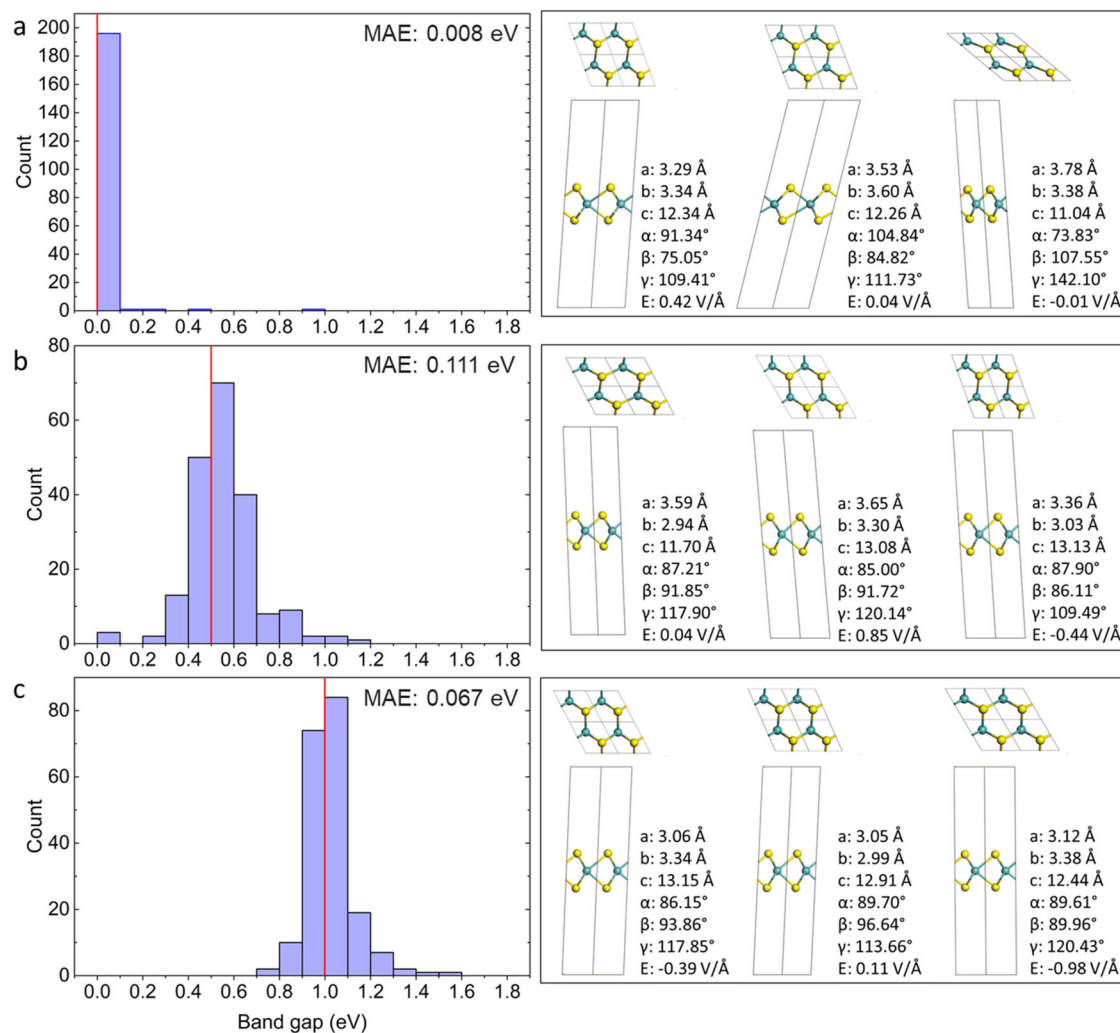 a
MAE: 0.008 eV
200
180
160
140
120
100
80
60
40
20
0
Count
0.0 0.2 0.4 0.6 0.8 1.0 1.2 1.4 1.6 1.8
a: 3.29 Å
b: 3.34 Å
c: 12.34 Å
α: 91.34°
β: 75.05°
γ: 109.41°
E: 0.42 V/Å
a: 3.53 Å
b: 3.60 Å
c: 12.26 Å
α: 104.84°
β: 84.82°
γ: 111.73°
E: 0.04 V/Å
a: 3.78 Å
b: 3.38 Å
c: 11.04 Å
α: 73.83°
β: 107.55°
γ: 142.10°
E: -0.01 V/Å
b
MAE: 0.111 eV
80
60
40
20
0
Count
0.0 0.2 0.4 0.6 0.8 1.0 1.2 1.4 1.6 1.8
a: 3.59 Å
b: 2.94 Å
c: 11.70 Å
α: 87.21°
β: 91.85°
γ: 117.90°
E: 0.04 V/Å
a: 3.65 Å
b: 3.30 Å
c: 13.08 Å
α: 85.00°
β: 91.72°
γ: 120.14°
E: 0.85 V/Å
a: 3.36 Å
b: 3.03 Å
c: 13.13 Å
α: 87.90°
β: 86.11°
γ: 109.49°
E: -0.44 V/Å
c
MAE: 0.067 eV
80
60
40
20
0
Count
0.0 0.2 0.4 0.6 0.8 1.0 1.2 1.4 1.6 1.8
Band gap (eV)
a: 3.06 Å
b: 3.34 Å
c: 13.15 Å
α: 86.15°
β: 93.86°
γ: 117.85°
E: -0.39 V/Å
a: 3.05 Å
b: 2.99 Å
c: 12.91 Å
α: 89.70°
β: 96.64°
γ: 113.66°
E: 0.11 V/Å
a: 3.12 Å
b: 3.38 Å
c: 12.44 Å
α: 89.61°
β: 89.96°
γ: 120.43°
E: -0.98 V/Å